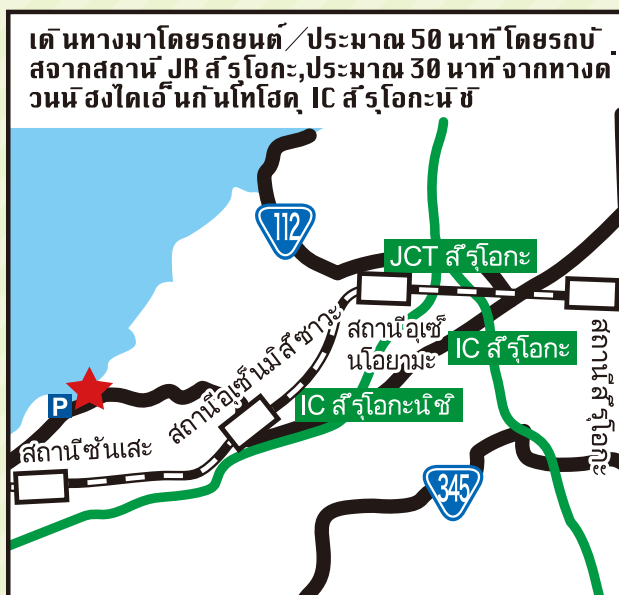 เดินทางมาโดยรถยนต์／ประมาณ 50 นาทีโดยรถบั
สจากสถานี JR สึรุโอกะ,ประมาณ 30 นาทีจากทางด่
วนนิฮงไคเอ็นกันโทโฮคุ IC สึรุโอกะนิชิ
112
JCT สึรุโอกะ
สถานีอุเซ็
นโอยามะ
IC สึรุโอกะ
สถานีสึรุโอกะ
สถานีอุเซ็นมิสึซาวะ
IC สึรุโอกะนิชิ
P
สถานีซันเสะ
345